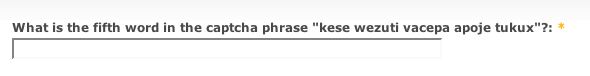 What is the fifth word in the captcha phrase "kese wezuti vacepa apoje tukux"?: *